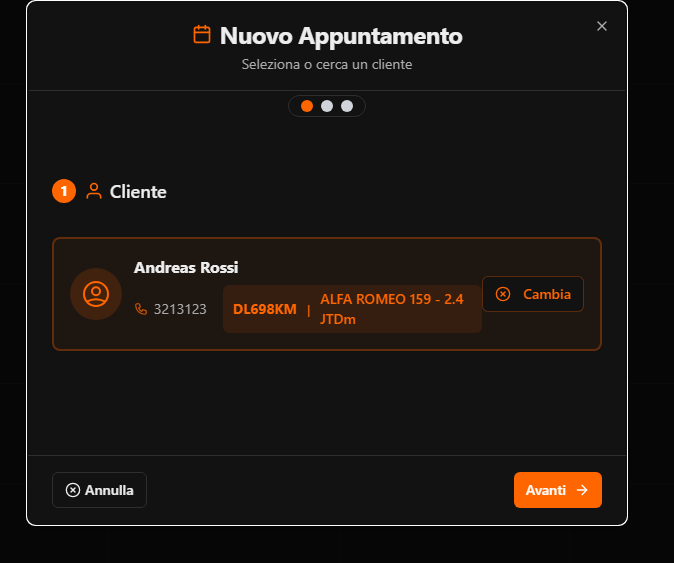 Nuovo Appuntamento
Seleziona o cerca un cliente
1 Cliente
Andreas Rossi
3213123
DL698KM | ALFA ROMEO 159 - 2.4
JTDm
Cambia
Annulla
Avanti